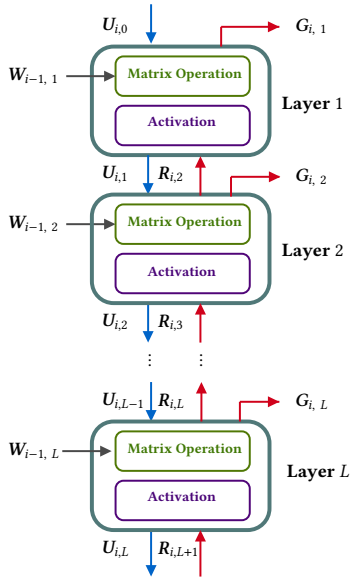 U_{i,0} G_{i, 1}
W_{i−1, 1} Matrix Operation
Layer 1
Activation
U_{i,1} R_{i,2} G_{i, 2}
W_{i−1, 2} Matrix Operation
Layer 2
Activation
U_{i,2} R_{i,3}
⋮ ⋮
U_{i,L−1} R_{i,L} G_{i, L}
W_{i−1, L} Matrix Operation
Layer L
Activation
U_{i,L} R_{i,L+1}